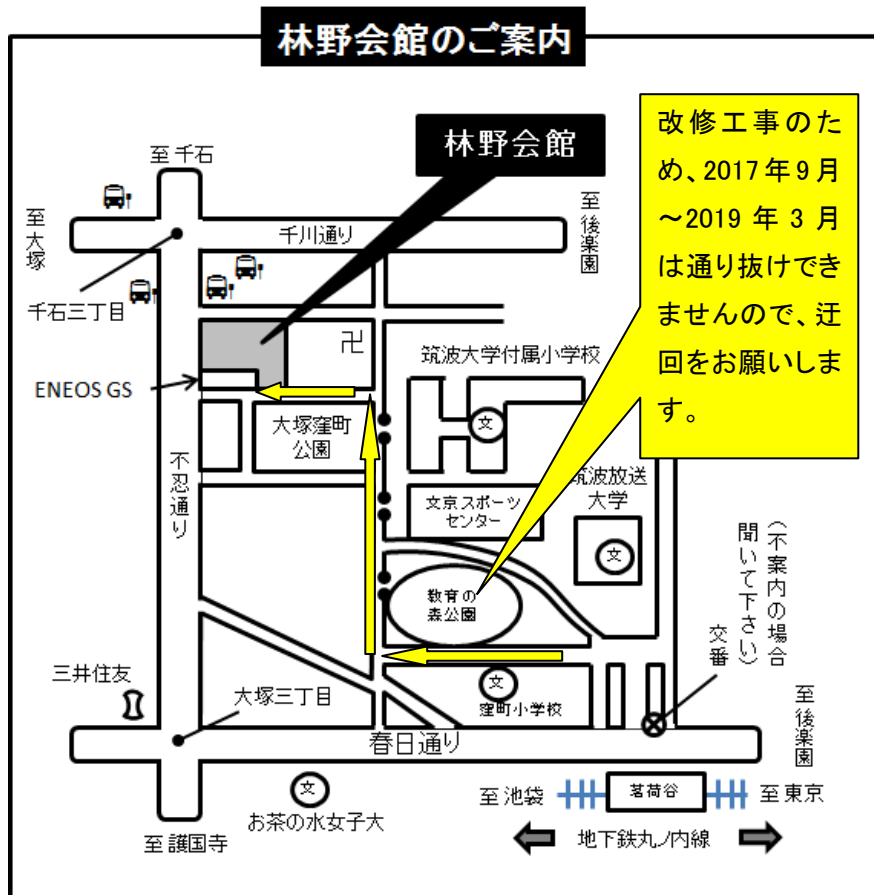 林野会館のご案内
林野会館
改修工事のた
め、2017年9月
～2019年3月
は通り抜けでき
ませんので、迂
回をお願いしま
す。
至千石
至大塚
千川通り
至後楽園
千石三丁目
卍
筑波大学付属小学校
ENEOS GS
大塚窪町
公園
文
不忍通り
文京スポーツ
センター
筑波放送
大学
文
教育の
森公園
(不案内の場合
聞いて下さい)
交番
三井住友
大塚三丁目
文
窪町小学校
春日通り
至後楽園
文
お茶の水女子大
至池袋
茗荷谷
至東京
至護国寺
地下鉄丸ノ内線